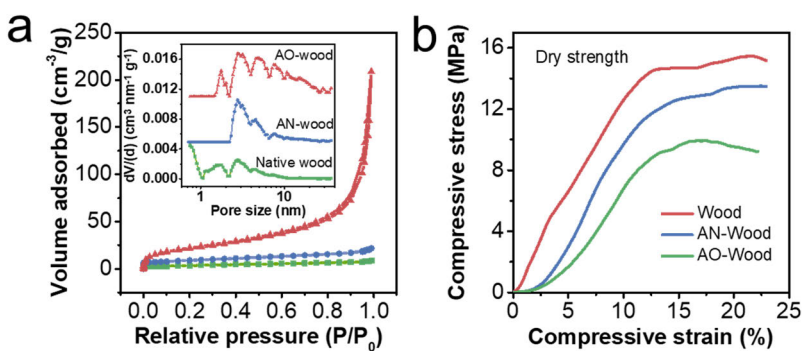 a
Volume adsorbed (cm⁻³/g)
250
200
150
100
50
0
0.0 0.2 0.4 0.6 0.8 1.0
Relative pressure (P/P₀)
dV/(d) (cm³ nm⁻¹ g⁻¹)
0.016
0.012
0.008
0.004
0.000
AO-wood
AN-wood
Native wood
1 10
Pore size (nm)
b
Compressive stress (MPa)
16
12
8
4
0
Dry strength
Wood
AN-Wood
AO-Wood
0 5 10 15 20 25
Compressive strain (%)